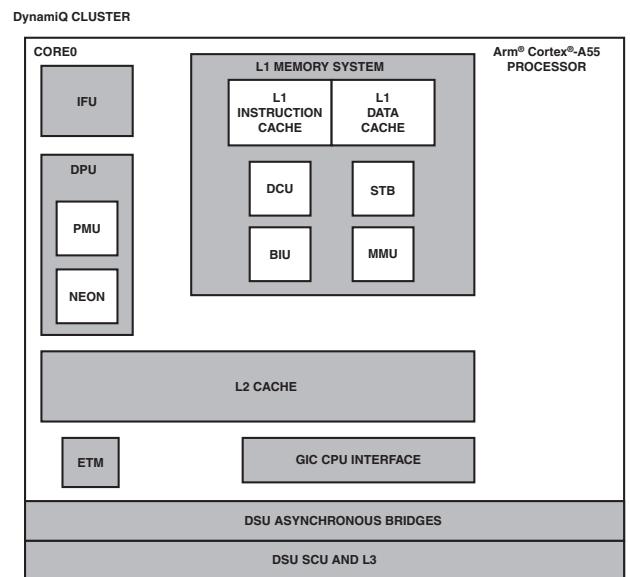 DynamiQ CLUSTER
CORE0
Arm® Cortex®-A55
PROCESSOR
IFU
L1 MEMORY SYSTEM
L1
INSTRUCTION
CACHE
L1
DATA
CACHE
DPU
PMU
NEON
DCU
STB
BIU
MMU
L2 CACHE
ETM
GIC CPU INTERFACE
DSU ASYNCHRONOUS BRIDGES
DSU SCU AND L3